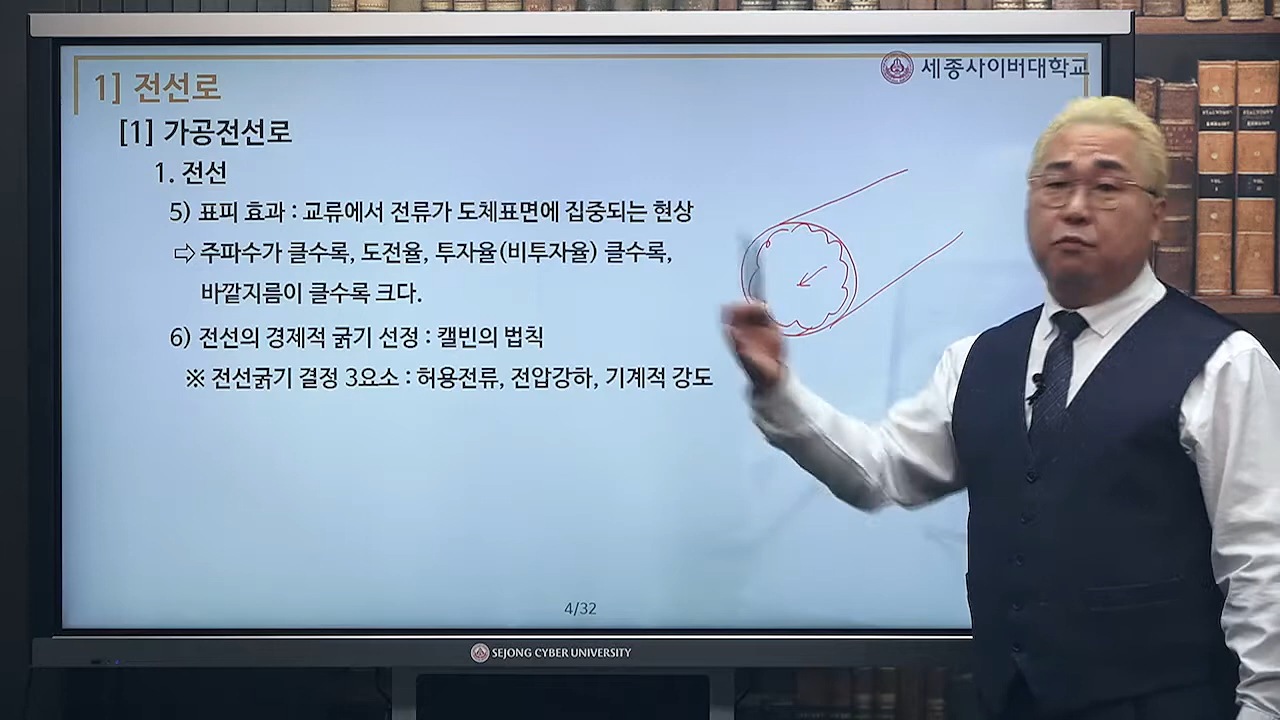 1] 전선로
세종사이버대학교
[1] 가공전선로
1. 전선
5) 표피 효과 : 교류에서 전류가 도체표면에 집중되는 현상
⇨ 주파수가 클수록, 도전율, 투자율(비투자율) 클수록,
바깥지름이 클수록 크다.
6) 전선의 경제적 굵기 선정 : 캘빈의 법칙
※ 전선굵기 결정 3요소 : 허용전류, 전압강하, 기계적 강도
4/32
SEJONG CYBER UNIVERSITY